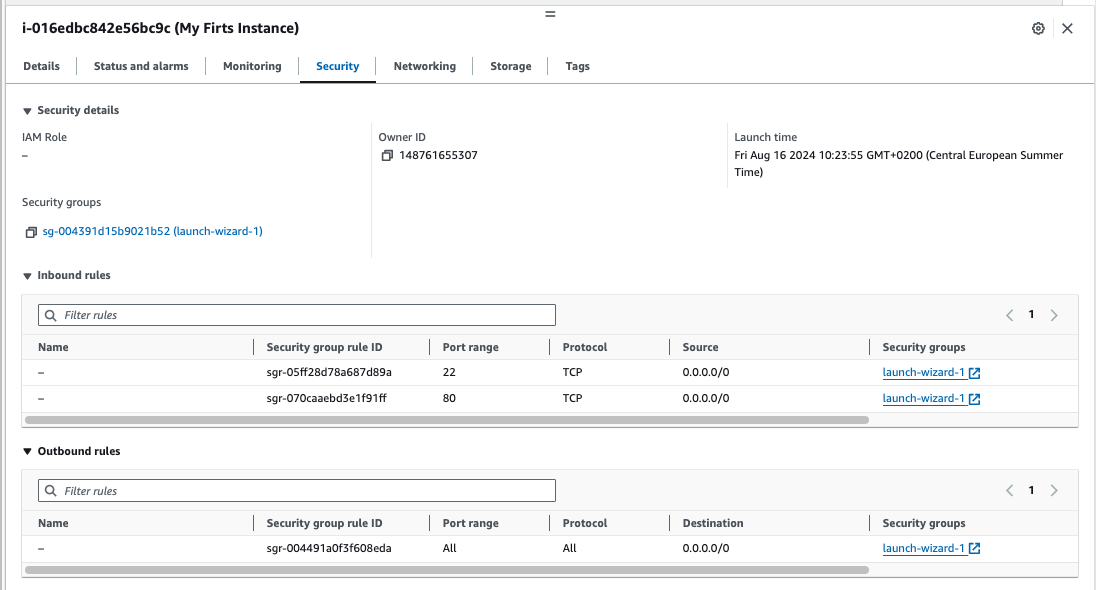 i-016edbc842e56bc9c (My Firts Instance)
Details Status and alarms Monitoring Security Networking Storage Tags
Security details
IAM Role
–
Owner ID
148761655307
Launch time
Fri Aug 16 2024 10:23:55 GMT+0200 (Central European Summer
Time)
Security groups
sg-004391d15b9021b52 (launch-wizard-1)
Inbound rules
Filter rules
1
Name Security group rule ID Port range Protocol Source Security groups
– sgr-05ff28d78a687d89a 22 TCP 0.0.0.0/0 launch-wizard-1
– sgr-070caaebd3e1f91ff 80 TCP 0.0.0.0/0 launch-wizard-1
Outbound rules
Filter rules
1
Name Security group rule ID Port range Protocol Destination Security groups
– sgr-004491a0f3f608eda All All 0.0.0.0/0 launch-wizard-1